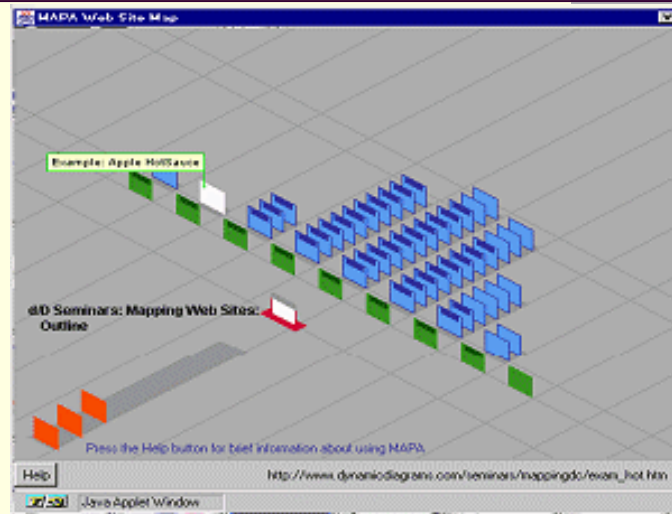 MAPA Web Site Map
Example: Apple HotSauce
d/D Seminars: Mapping Web Sites:
Outline
Press the Help button for brief information about using MAPA
Help
http://www.dynamicdiagrams.com/seminars/mappingdc/exam_hot.htm
Java Applet Window